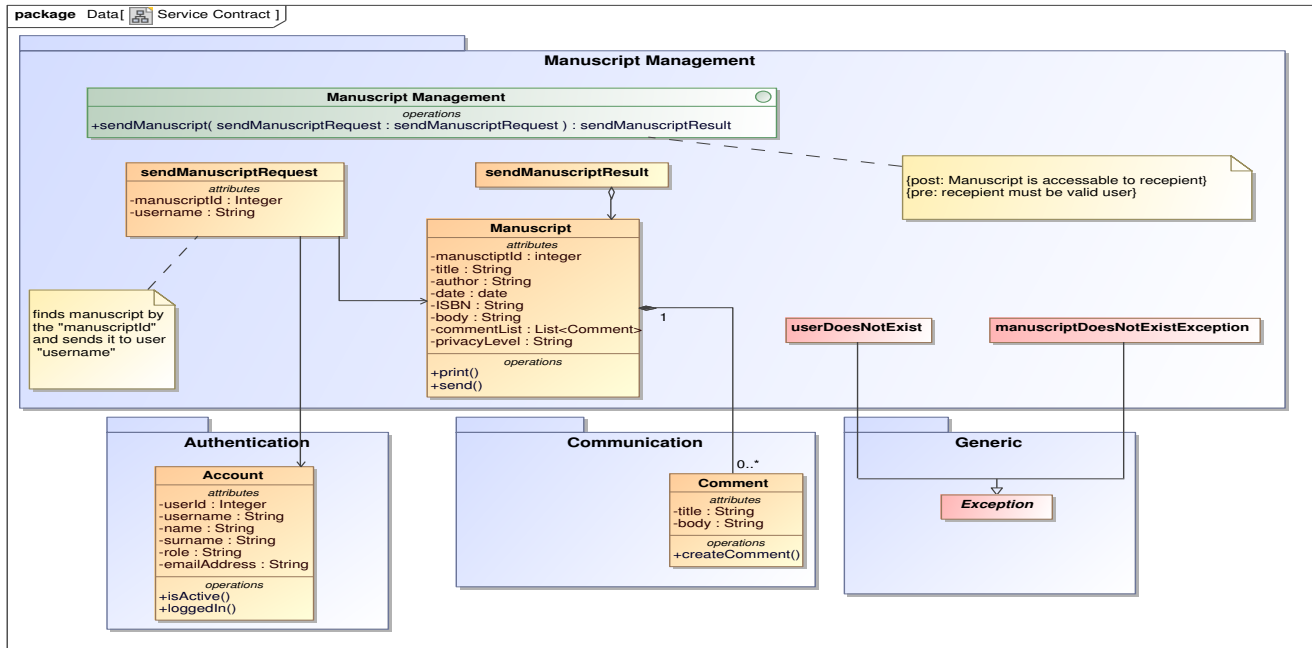 package Data[ Service Contract ]
Manuscript Management
Manuscript Management
operations
+sendManuscript( sendManuscriptRequest : sendManuscriptRequest ) : sendManuscriptResult
sendManuscriptRequest
attributes
-manuscriptId : Integer
-username : String
sendManuscriptResult
{post: Manuscript is accessable to recepient}
{pre: recepient must be valid user}
Manuscript
attributes
-manusctiptId : integer
-title : String
-author : String
-date : date
-ISBN : String
-body : String
-commentList : List<Comment>
-privacyLevel : String
operations
+print()
+send()
1
finds manuscript by
the "manuscriptId"
and sends it to user
"username"
userDoesNotExist
manuscriptDoesNotExistException
Authentication
Account
attributes
-userId : Integer
-username : String
-name : String
-surname : String
-role : String
-emailAddress : String
operations
+isActive()
+loggedIn()
Communication
0..*
Comment
attributes
-title : String
-body : String
operations
+createComment()
Generic
Exception